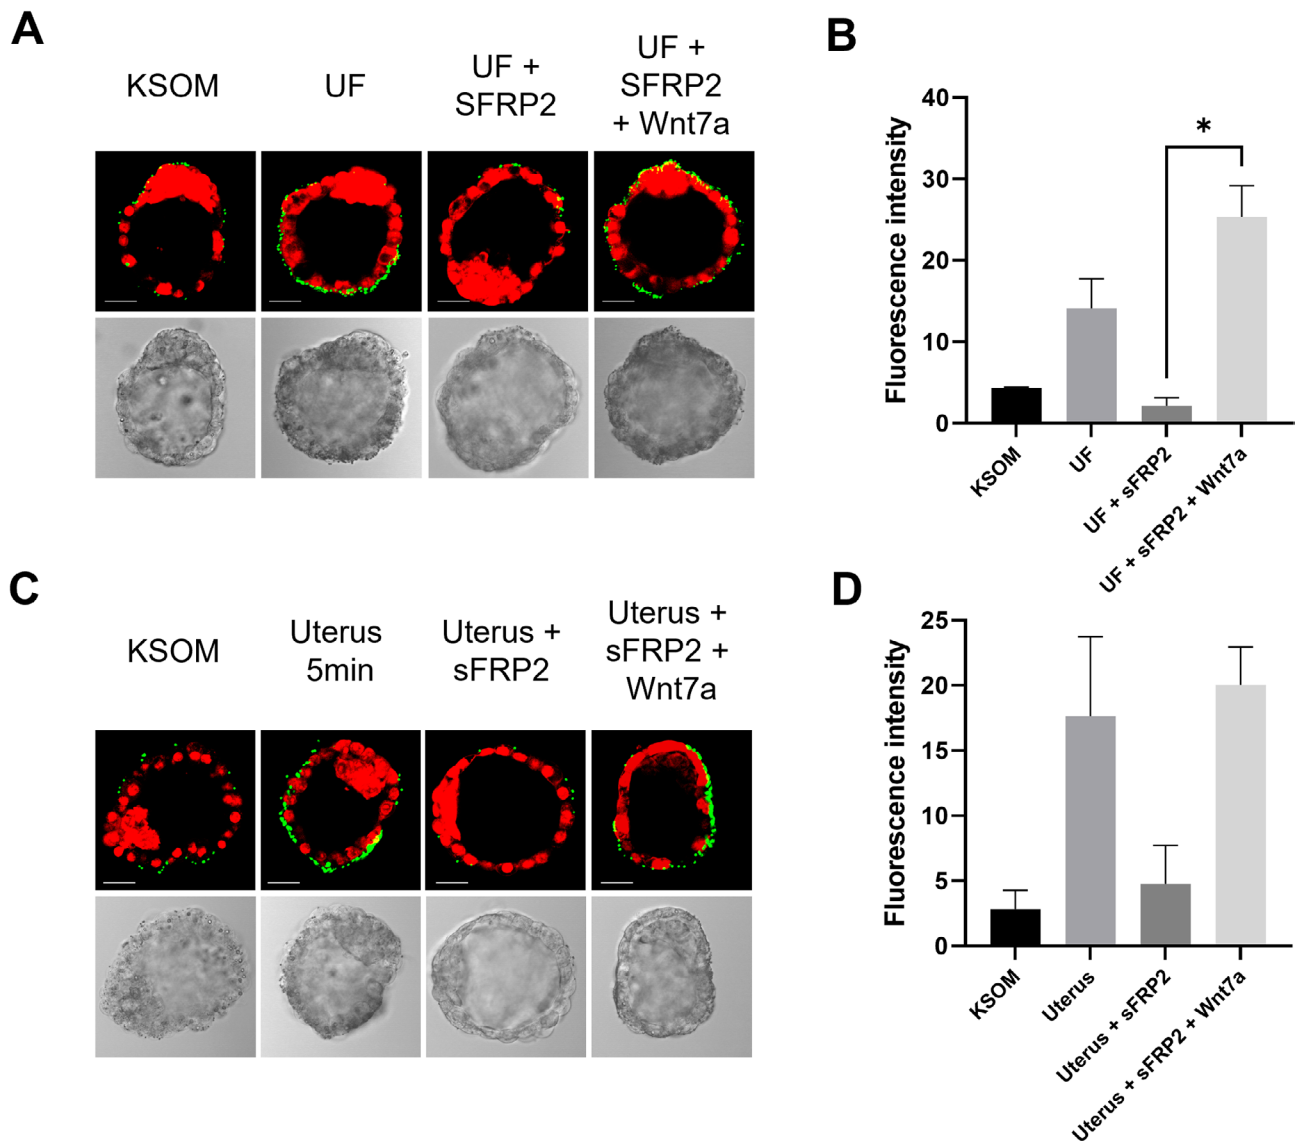 A
KSOM
UF
UF +
SFRP2
UF +
SFRP2
+ Wnt7a
B
40
30
20
10
0
Fluorescence intensity
*
KSOM
UF
UF + sFRP2
UF + sFRP2 + Wnt7a
C
KSOM
Uterus
5min
Uterus +
sFRP2
Uterus +
sFRP2 +
Wnt7a
D
25
20
15
10
5
0
Fluorescence intensity
KSOM
Uterus
Uterus + sFRP2
Uterus + sFRP2 + Wnt7a